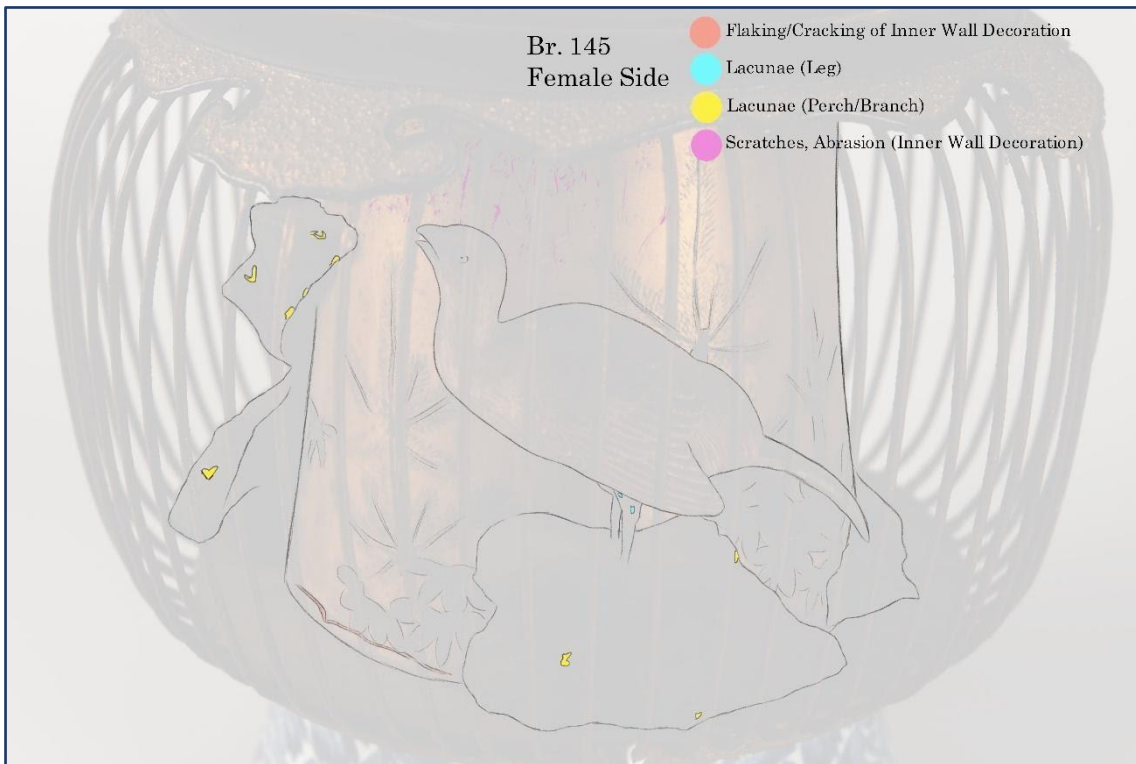 Br. 145
Female Side
Flaking/Cracking of Inner Wall Decoration
Lacunae (Leg)
Lacunae (Perch/Branch)
Scratches, Abrasion (Inner Wall Decoration)